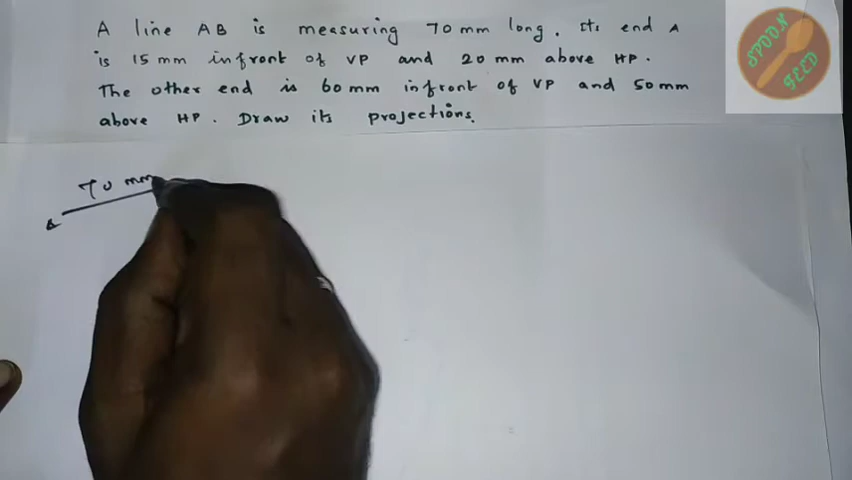 A line AB is measuring 70 mm long. Its end A
is 15 mm infront of VP and 20 mm above HP.
The other end is 60 mm infront of VP and 50 mm
above HP. Draw its projections.
SPOON
FEED
70 mm
A